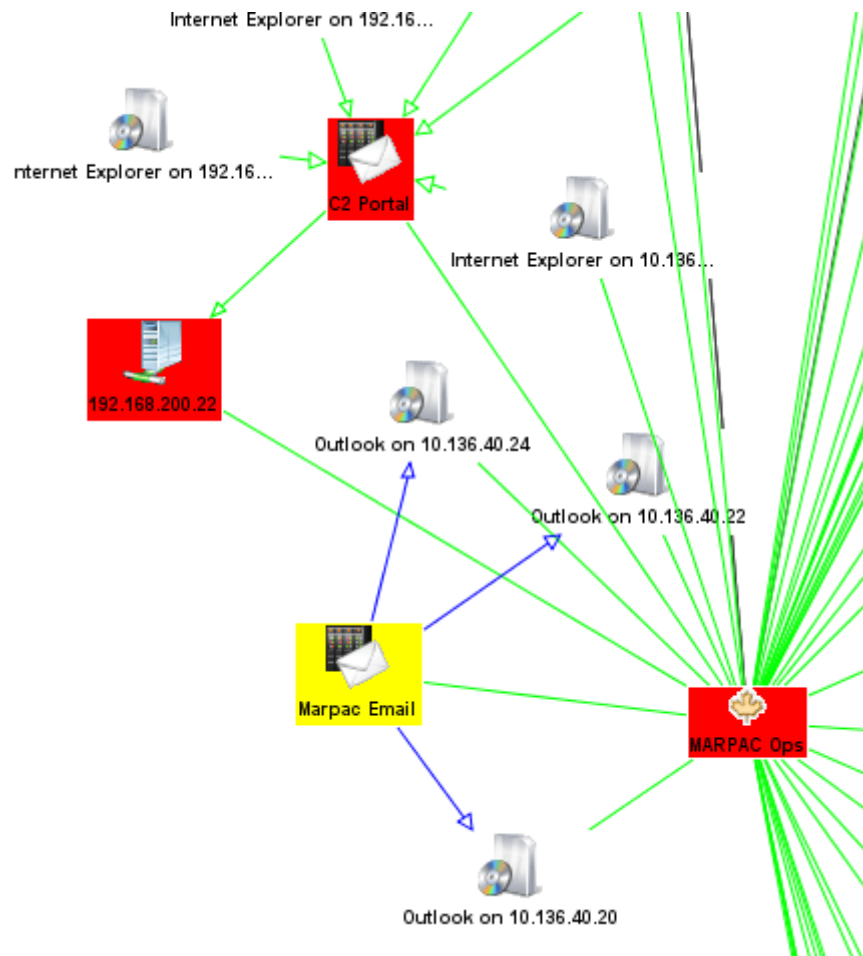 Internet Explorer on 192.16...
nternet Explorer on 192.16...
C2 Portal
Internet Explorer on 10.136...
192.168.200.22
Outlook on 10.136.40.24
Outlook on 10.136.40.22
Marpac Email
MARPAC Ops
Outlook on 10.136.40.20